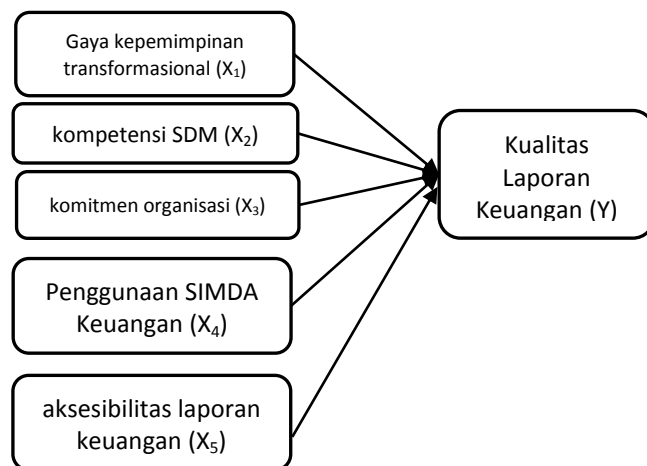 Gaya kepemimpinan
transformasional (X₁)
kompetensi SDM (X₂)
komitmen organisasi (X₃)
Penggunaan SIMDA
Keuangan (X₄)
aksesibilitas laporan
keuangan (X₅)
Kualitas
Laporan
Keuangan (Y)